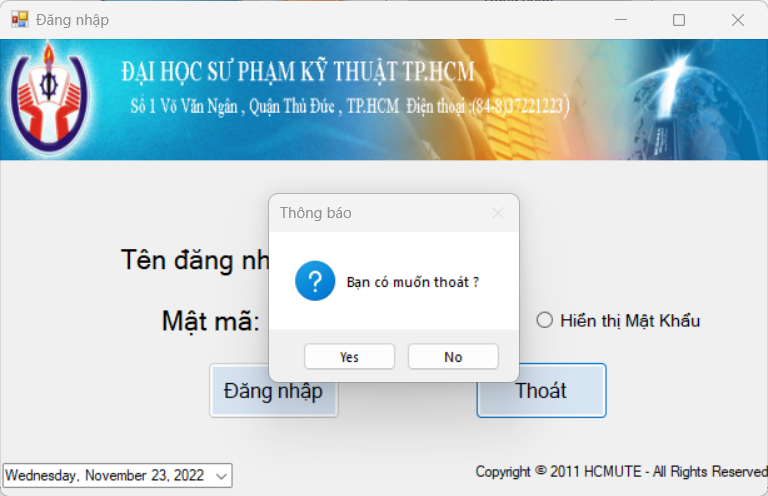 Đăng nhập
ĐẠI HỌC SƯ PHẠM KỸ THUẬT TP.HCM
Số 1 Võ Văn Ngân , Quận Thủ Đức , TP.HCM Điện thoại :(84-8)37221223)
Thông báo
Tên đăng
Bạn có muốn thoát ?
Mật mã:
Hiển thị Mật Khẩu
Yes
No
Đăng nhập
Thoát
Wednesday, November 23, 2022
Copyright © 2011 HCMUTE - All Rights Reserved